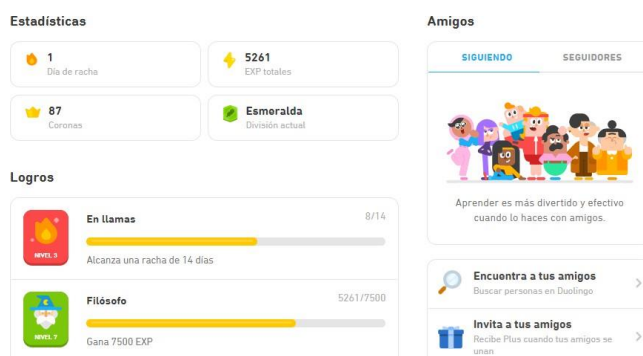 Estadísticas
1
Día de racha
5261
EXP totales
87
Coronas
Esmeralda
División actual
Logros
NIVEL 3
En llamas
8/14
Alcanza una racha de 14 días
NIVEL 7
Filósofo
5261/7500
Gana 7500 EXP
Amigos
SIGUIENDO
SEGUIDORES
Aprender es más divertido y efectivo
cuando lo haces con amigos.
Encuentra a tus amigos
Buscar personas en Duolingo
Invita a tus amigos
Recibe Plus cuando tus amigos se
unan